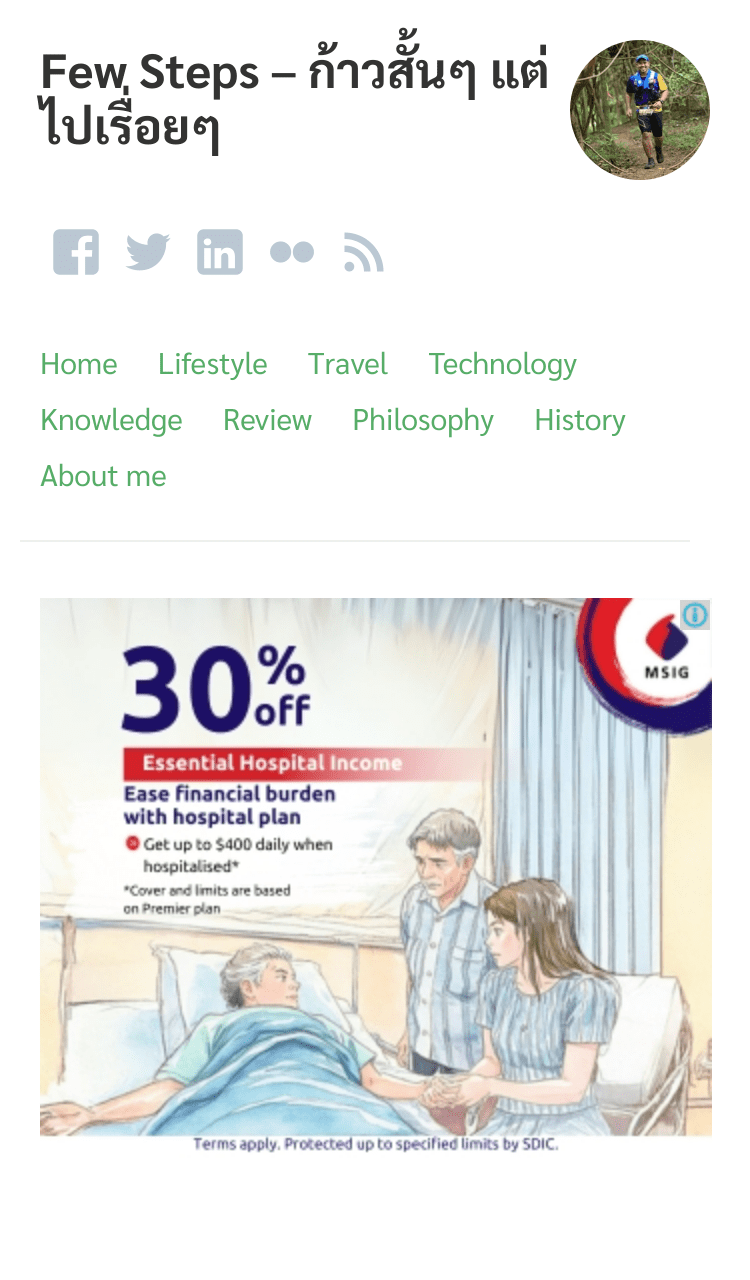 Few Steps – ก้าวสั้นๆ แต่
ไปเรื่อยๆ
Home Lifestyle Travel Technology
Knowledge Review Philosophy History
About me
30% off
MSIG
Essential Hospital Income
Ease financial burden
with hospital plan
Get up to $400 daily when
hospitalised*
*Cover and limits are based
on Premier plan
Terms apply. Protected up to specified limits by SDIC.